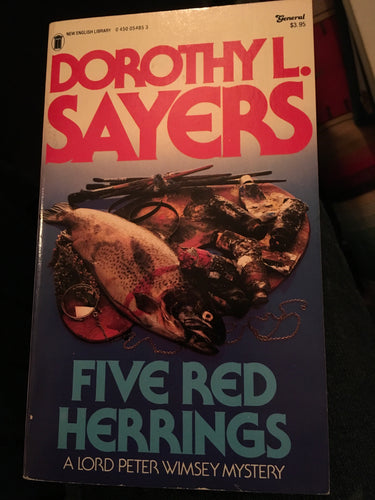 NEW ENGLISH LIBRARY 0 450 05485 3
General
$3.95
DOROTHY L.
SAYERS
FIVE RED
HERRINGS
A LORD PETER WIMSEY MYSTERY